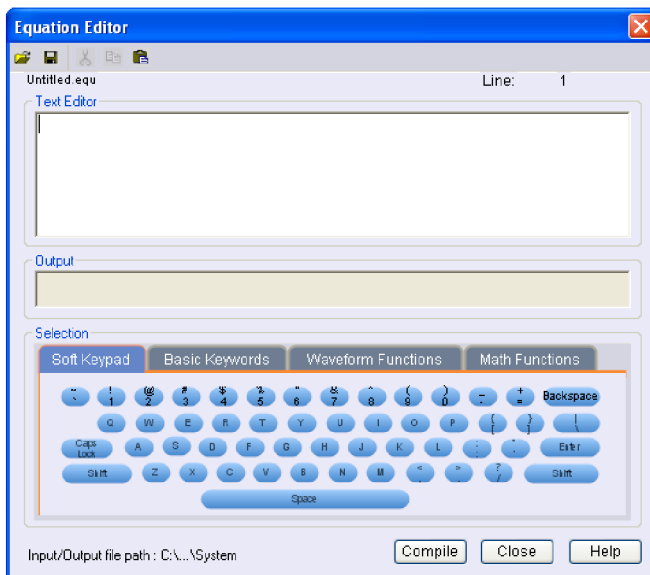 Equation Editor
Untitled.equ Line: 1
Text Editor
Output
Selection
Soft Keypad Basic Keywords Waveform Functions Math Functions
~ ! @ # $ % " & ^ ( ) _ +
` 1 2 3 4 5 6 7 8 9 0 - = Backspace
Q W E R T Y U I O P { } |
[ ] \
Caps Lock A S D F G H J K L : " Enter
; '
Shift Z X C V B N M < > ? Shift
, . /
Space
Input/Output file path : C:\...\System Compile Close Help